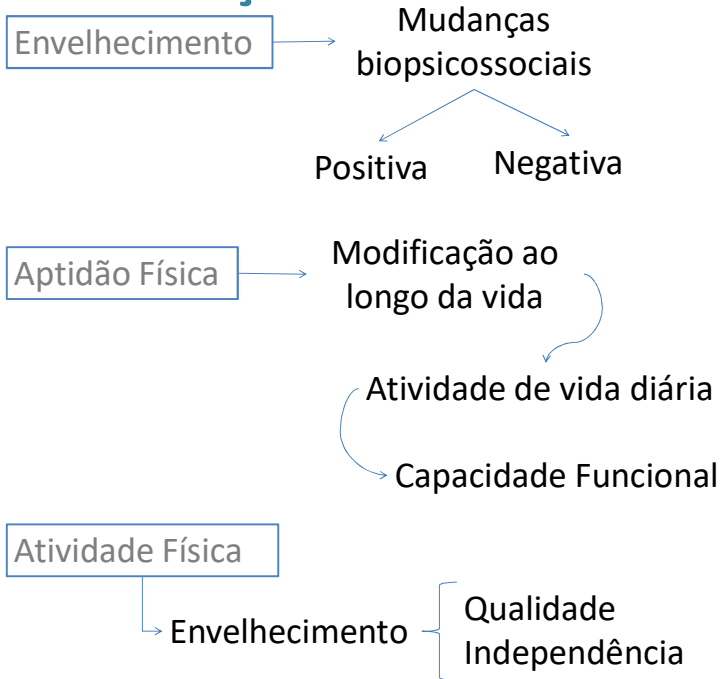 Envelhecimento
Mudanças
biopsicossociais
Positiva
Negativa
Aptidão Física
Modificação ao
longo da vida
Atividade de vida diária
Capacidade Funcional
Atividade Física
Envelhecimento
Qualidade
Independência